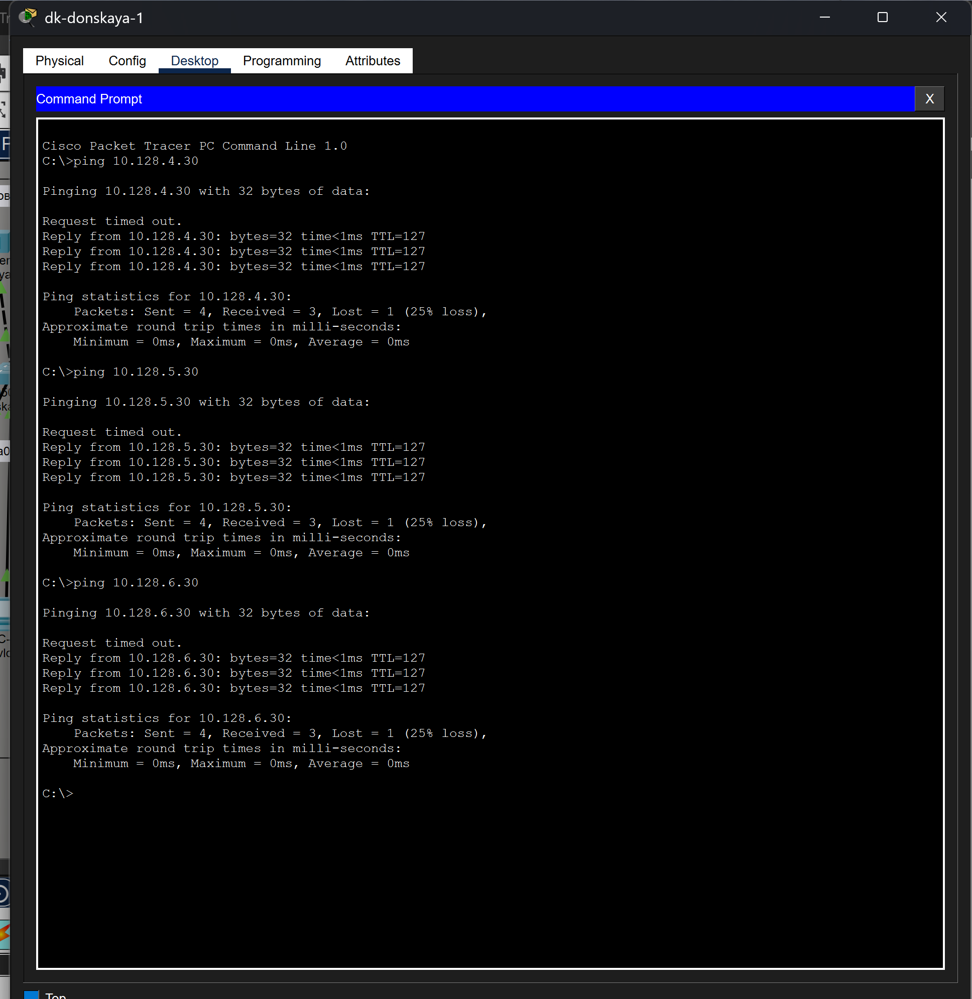 dk-donskaya-1
Physical Config Desktop Programming Attributes
Command Prompt X
Cisco Packet Tracer PC Command Line 1.0
C:\>ping 10.128.4.30
Pinging 10.128.4.30 with 32 bytes of data:
Request timed out.
Reply from 10.128.4.30: bytes=32 time<1ms TTL=127
Reply from 10.128.4.30: bytes=32 time<1ms TTL=127
Reply from 10.128.4.30: bytes=32 time<1ms TTL=127
Ping statistics for 10.128.4.30:
Packets: Sent = 4, Received = 3, Lost = 1 (25% loss),
Approximate round trip times in milli-seconds:
Minimum = 0ms, Maximum = 0ms, Average = 0ms
C:\>ping 10.128.5.30
Pinging 10.128.5.30 with 32 bytes of data:
Request timed out.
Reply from 10.128.5.30: bytes=32 time<1ms TTL=127
Reply from 10.128.5.30: bytes=32 time<1ms TTL=127
Reply from 10.128.5.30: bytes=32 time<1ms TTL=127
Ping statistics for 10.128.5.30:
Packets: Sent = 4, Received = 3, Lost = 1 (25% loss),
Approximate round trip times in milli-seconds:
Minimum = 0ms, Maximum = 0ms, Average = 0ms
C:\>ping 10.128.6.30
Pinging 10.128.6.30 with 32 bytes of data:
Request timed out.
Reply from 10.128.6.30: bytes=32 time<1ms TTL=127
Reply from 10.128.6.30: bytes=32 time<1ms TTL=127
Reply from 10.128.6.30: bytes=32 time<1ms TTL=127
Ping statistics for 10.128.6.30:
Packets: Sent = 4, Received = 3, Lost = 1 (25% loss),
Approximate round trip times in milli-seconds:
Minimum = 0ms, Maximum = 0ms, Average = 0ms
C:\>
Top